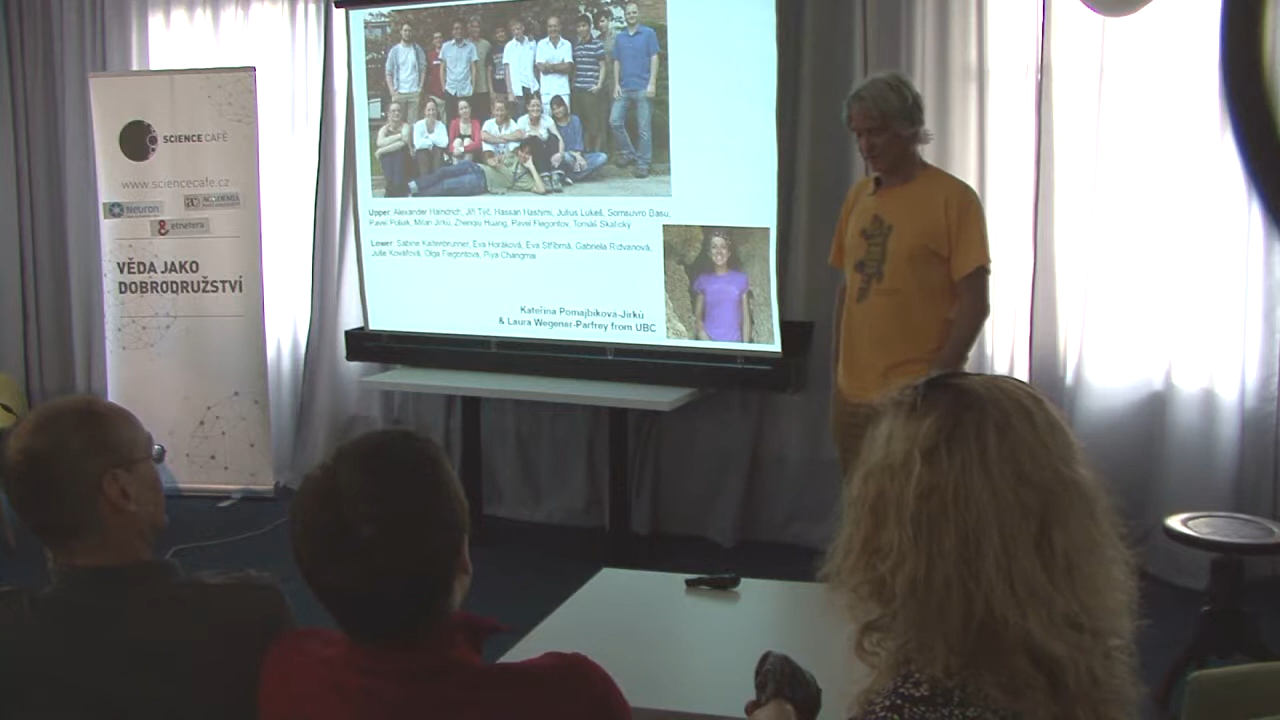 SCIENCE CAFÉ
www.sciencecafe.cz
Neuron
ACADEMIA
etnetera
VĚDA JAKO
DOBRODRUŽSTVÍ
Upper: Alexander Haindrich, Jiří Týč, Hassan Hashimi, Julius Lukeš, Somsuvro Basu,
Pavel Poliak, Milan Jirků, Zhenqiu Huang, Pavel Flegontov, Tomáš Skalický
Lower: Sabine Kaltenbrunner, Eva Horáková, Eva Stříbrná, Gabriela Ridvanová,
Julie Kovářová, Olga Flegontova, Piya Changmai
Kateřina Pomajbíková-Jirků
& Laura Wegener-Parfrey from UBC